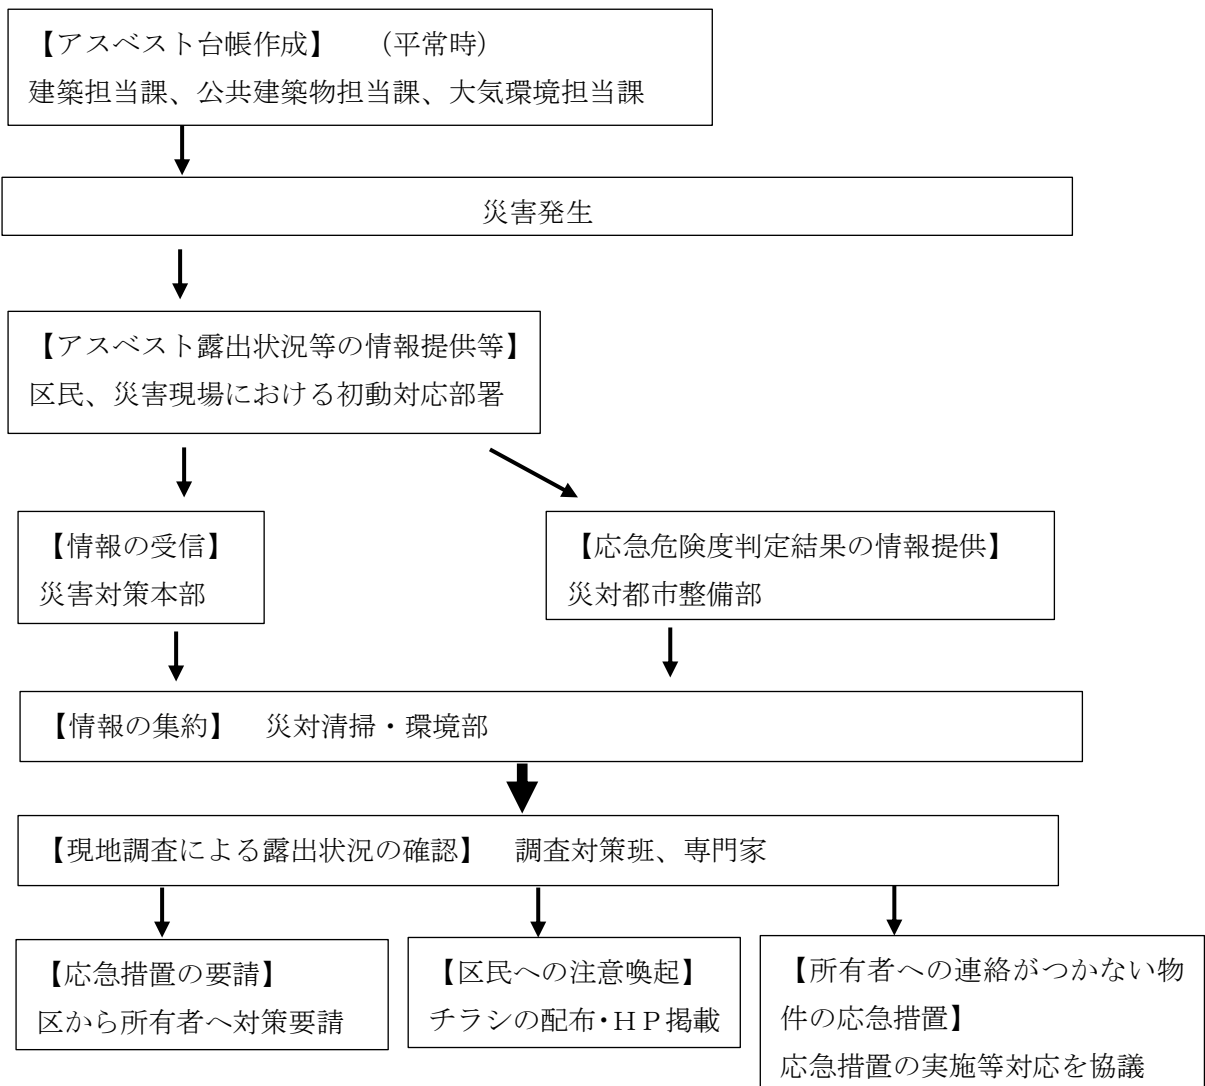 【アスベスト台帳作成】　（平常時）
建築担当課、公共建築物担当課、大気環境担当課
災害発生
【アスベスト露出状況等の情報提供等】
区民、災害現場における初動対応部署
【情報の受信】
災害対策本部
【応急危険度判定結果の情報提供】
災対都市整備部
【情報の集約】　災対清掃・環境部
【現地調査による露出状況の確認】　調査対策班、専門家
【応急措置の要請】
区から所有者へ対策要請
【区民への注意喚起】
チラシの配布・ＨＰ掲載
【所有者への連絡がつかない物
件の応急措置】
応急措置の実施等対応を協議